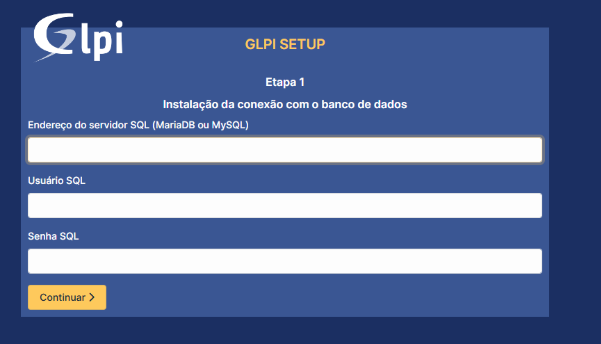 Glpi
GLPI SETUP
Etapa 1
Instalação da conexão com o banco de dados
Endereço do servidor SQL (MariaDB ou MySQL)
Usuário SQL
Senha SQL
Continuar